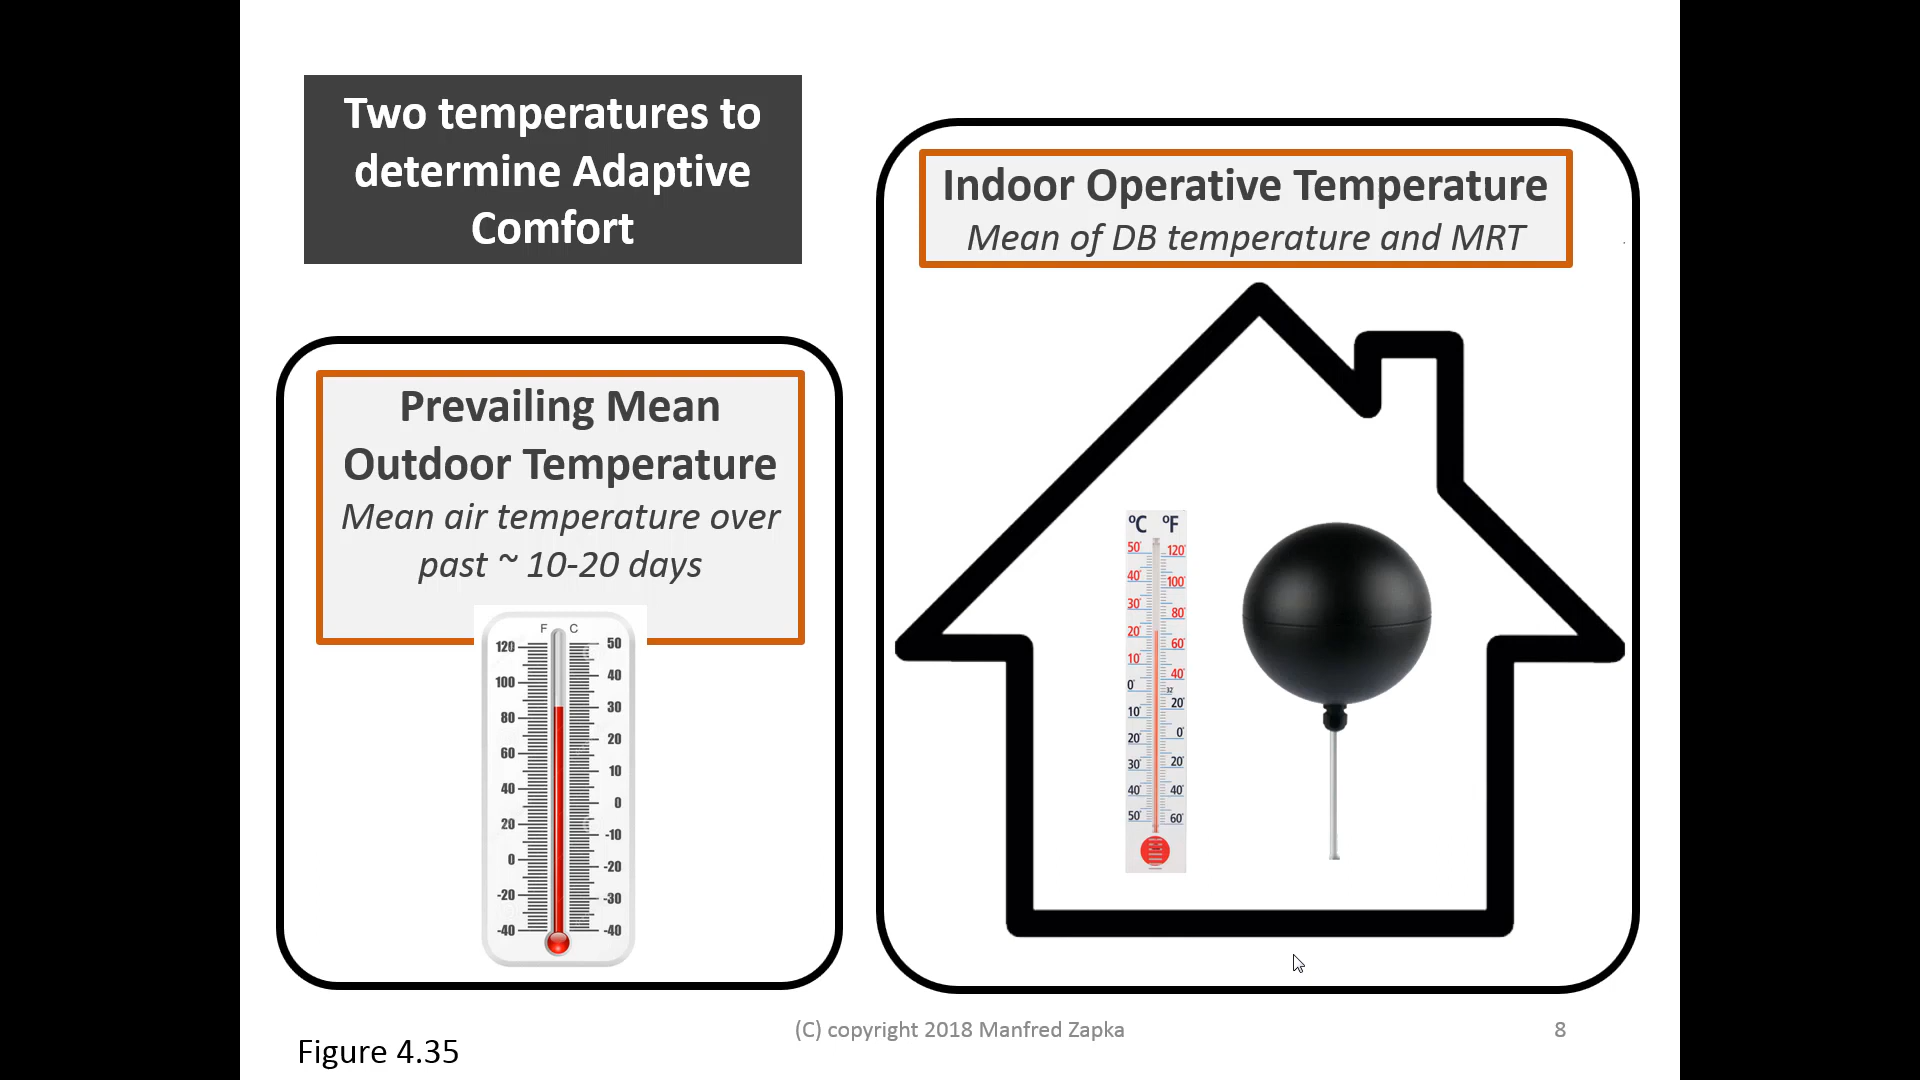 Two temperatures to
determine Adaptive
Comfort
Indoor Operative Temperature
Mean of DB temperature and MRT
Prevailing Mean
Outdoor Temperature
Mean air temperature over
past ~ 10-20 days
F C
120 50
100 40
80 30
60 20
40 10
20 0
0 -10
-20 -20
-40 -30
-40
°C °F
50° 120°
40° 100°
30° 80°
20° 60°
10° 40°
0° 32
10° 20°
20° 0°
30° 20°
40° 40°
50° 60°
(C) copyright 2018 Manfred Zapka
8
Figure 4.35